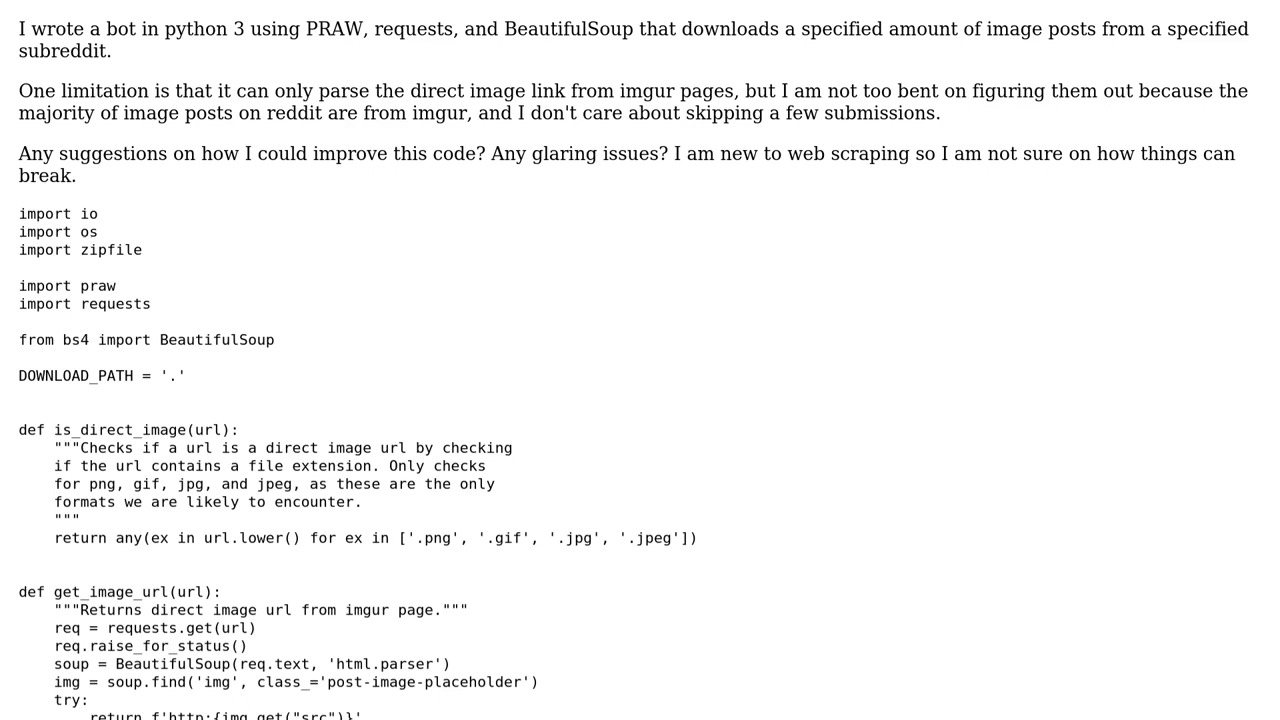 I wrote a bot in python 3 using PRAW, requests, and BeautifulSoup that downloads a specified amount of image posts from a specified
subreddit.
One limitation is that it can only parse the direct image link from imgur pages, but I am not too bent on figuring them out because the
majority of image posts on reddit are from imgur, and I don't care about skipping a few submissions.
Any suggestions on how I could improve this code? Any glaring issues? I am new to web scraping so I am not sure on how things can
break.
import io
import os
import zipfile
import praw
import requests
from bs4 import BeautifulSoup
DOWNLOAD_PATH = '.'
def is_direct_image(url):
    """Checks if a url is a direct image url by checking
    if the url contains a file extension. Only checks
    for png, gif, jpg, and jpeg, as these are the only
    formats we are likely to encounter.
    """
    return any(ex in url.lower() for ex in ['.png', '.gif', '.jpg', '.jpeg'])
def get_image_url(url):
    """Returns direct image url from imgur page."""
    req = requests.get(url)
    req.raise_for_status()
    soup = BeautifulSoup(req.text, 'html.parser')
    img = soup.find('img', class_='post-image-placeholder')
    try:
        return f'http:{img.get("src")}'